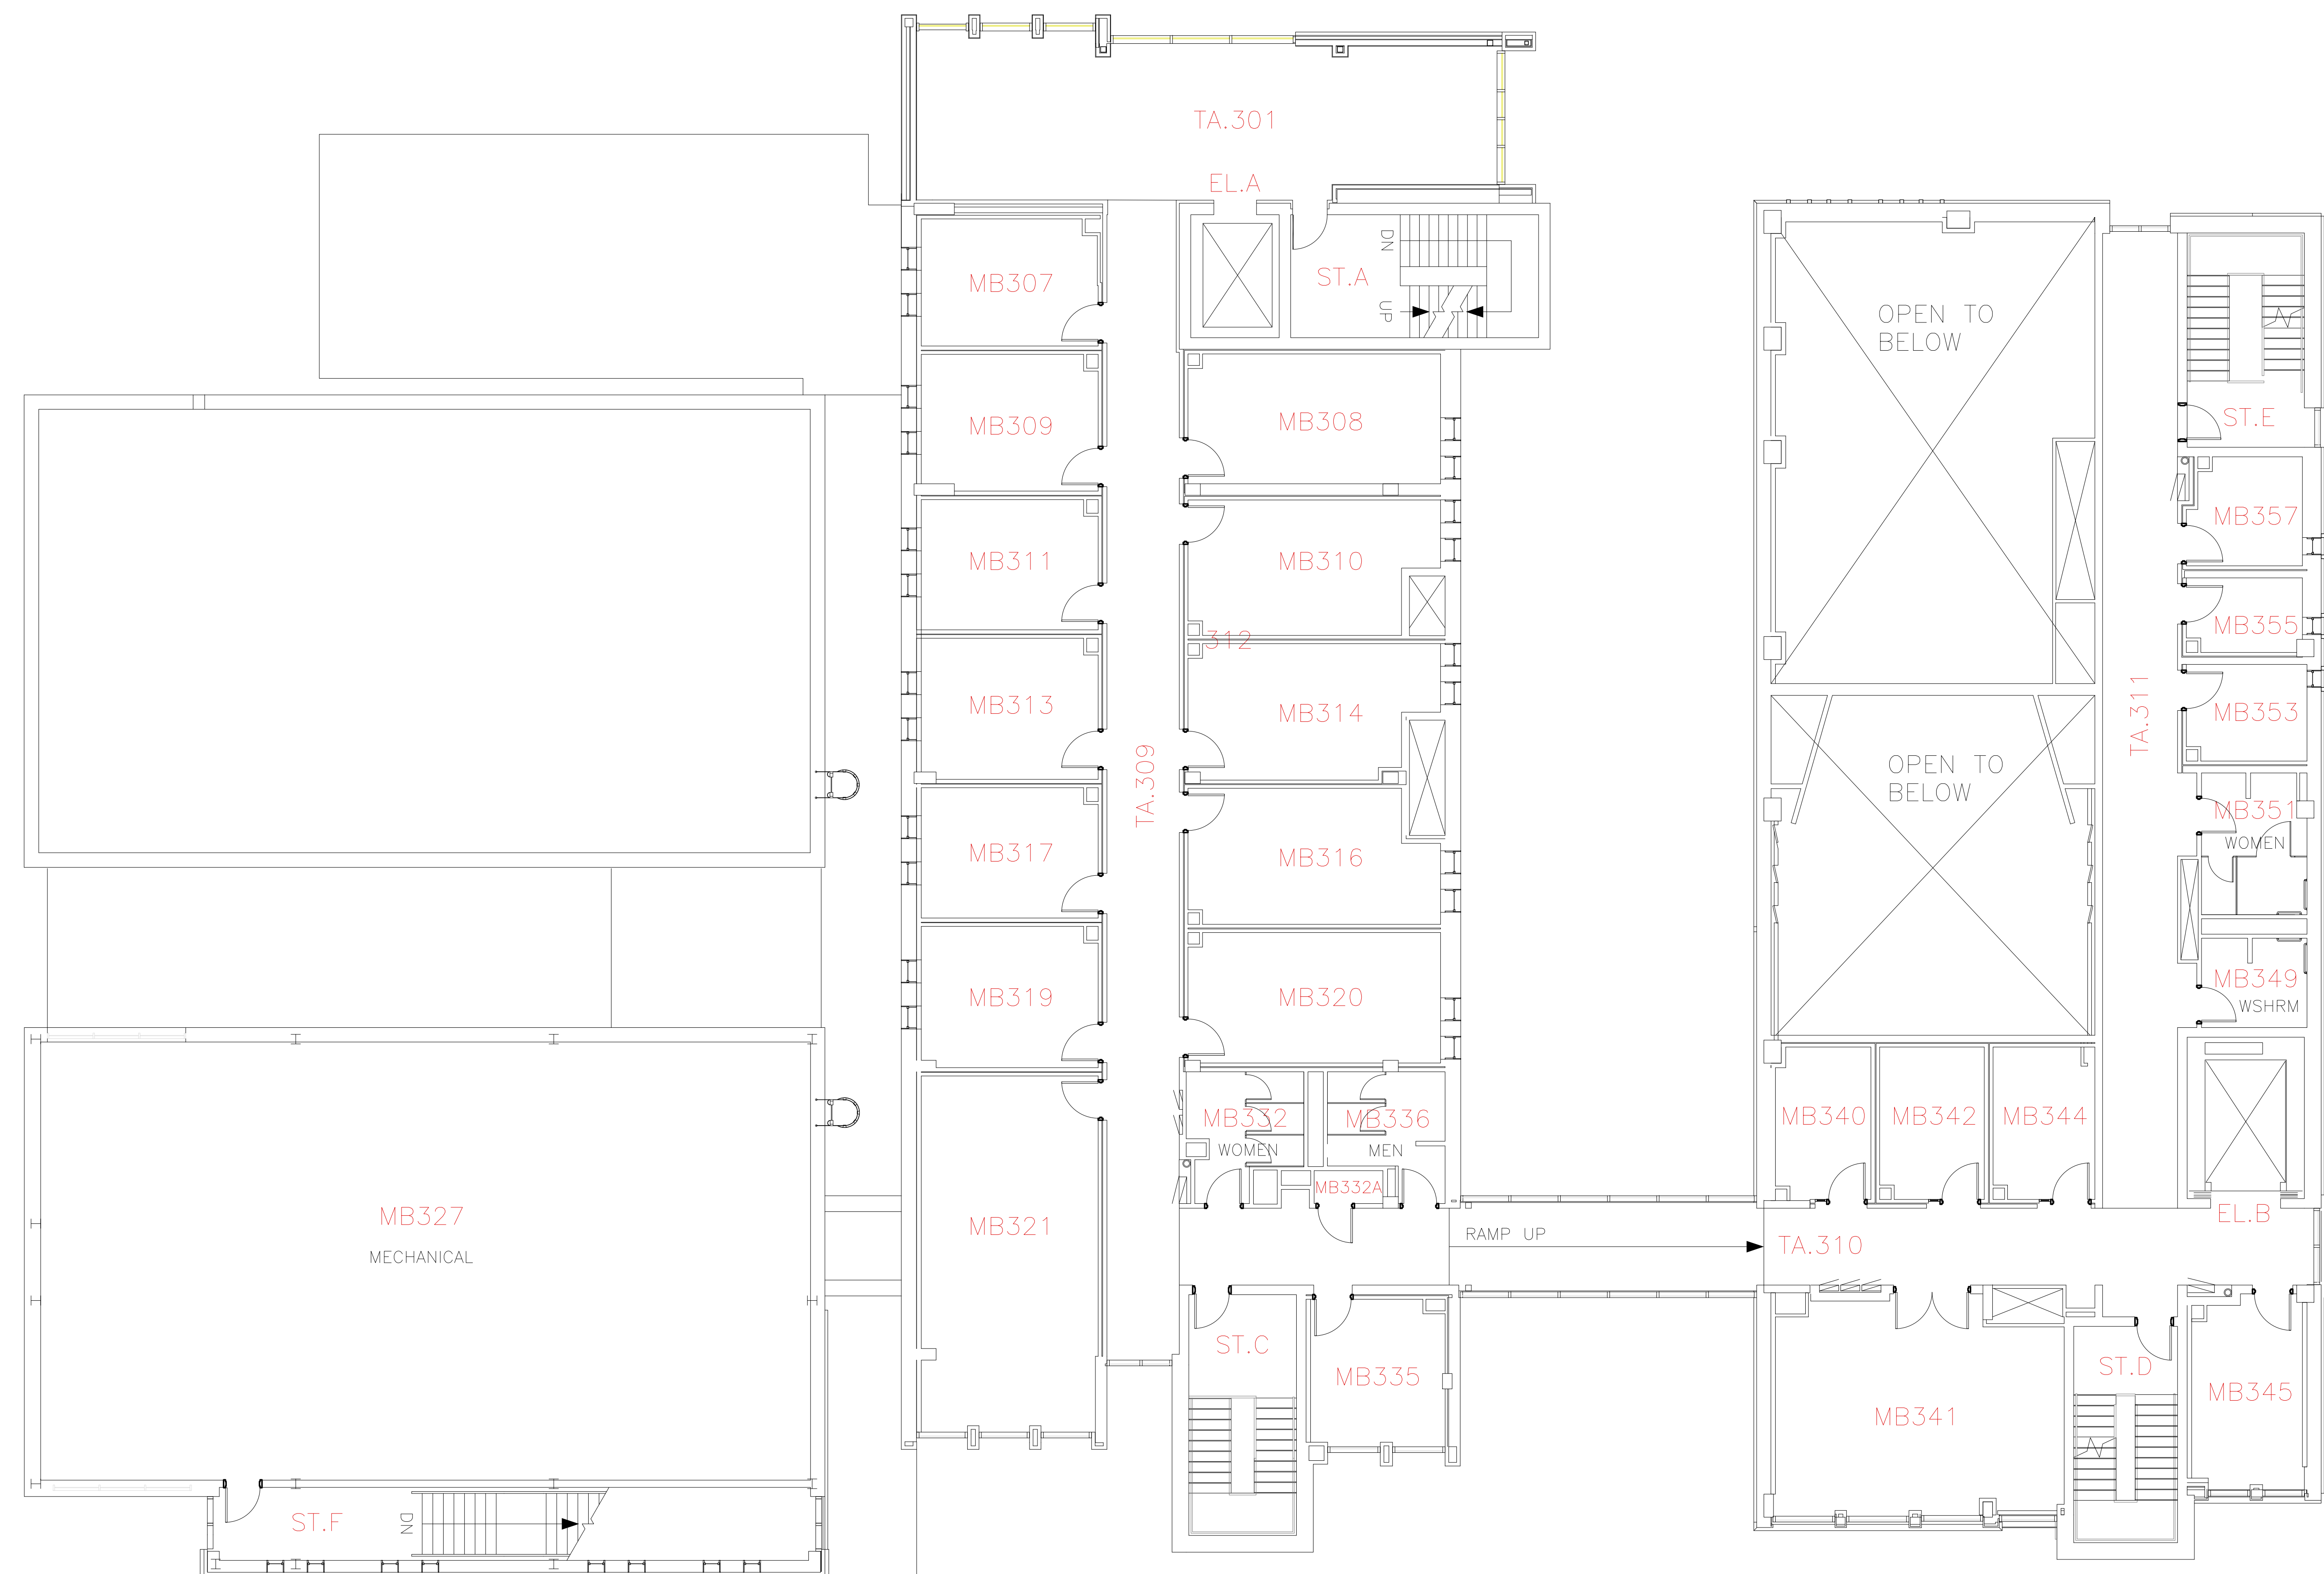 TA.301
EL.A
DN
ST.A
UP
MB307
OPEN TO
BELOW
MB309
MB308
ST.E
MB357
MB311
MB310
312
MB355
MB313
MB314
MB353
TA.311
TA.309
OPEN TO
BELOW
MB351
WOMEN
MB317
MB316
MB319
MB320
MB349
WSHRM
MB332
WOMEN
MB336
MEN
MB332A
MB340
MB342
MB344
MB327
MECHANICAL
MB321
RAMP UP
TA.310
EL.B
ST.C
MB335
MB341
ST.D
MB345
ST.F
DN